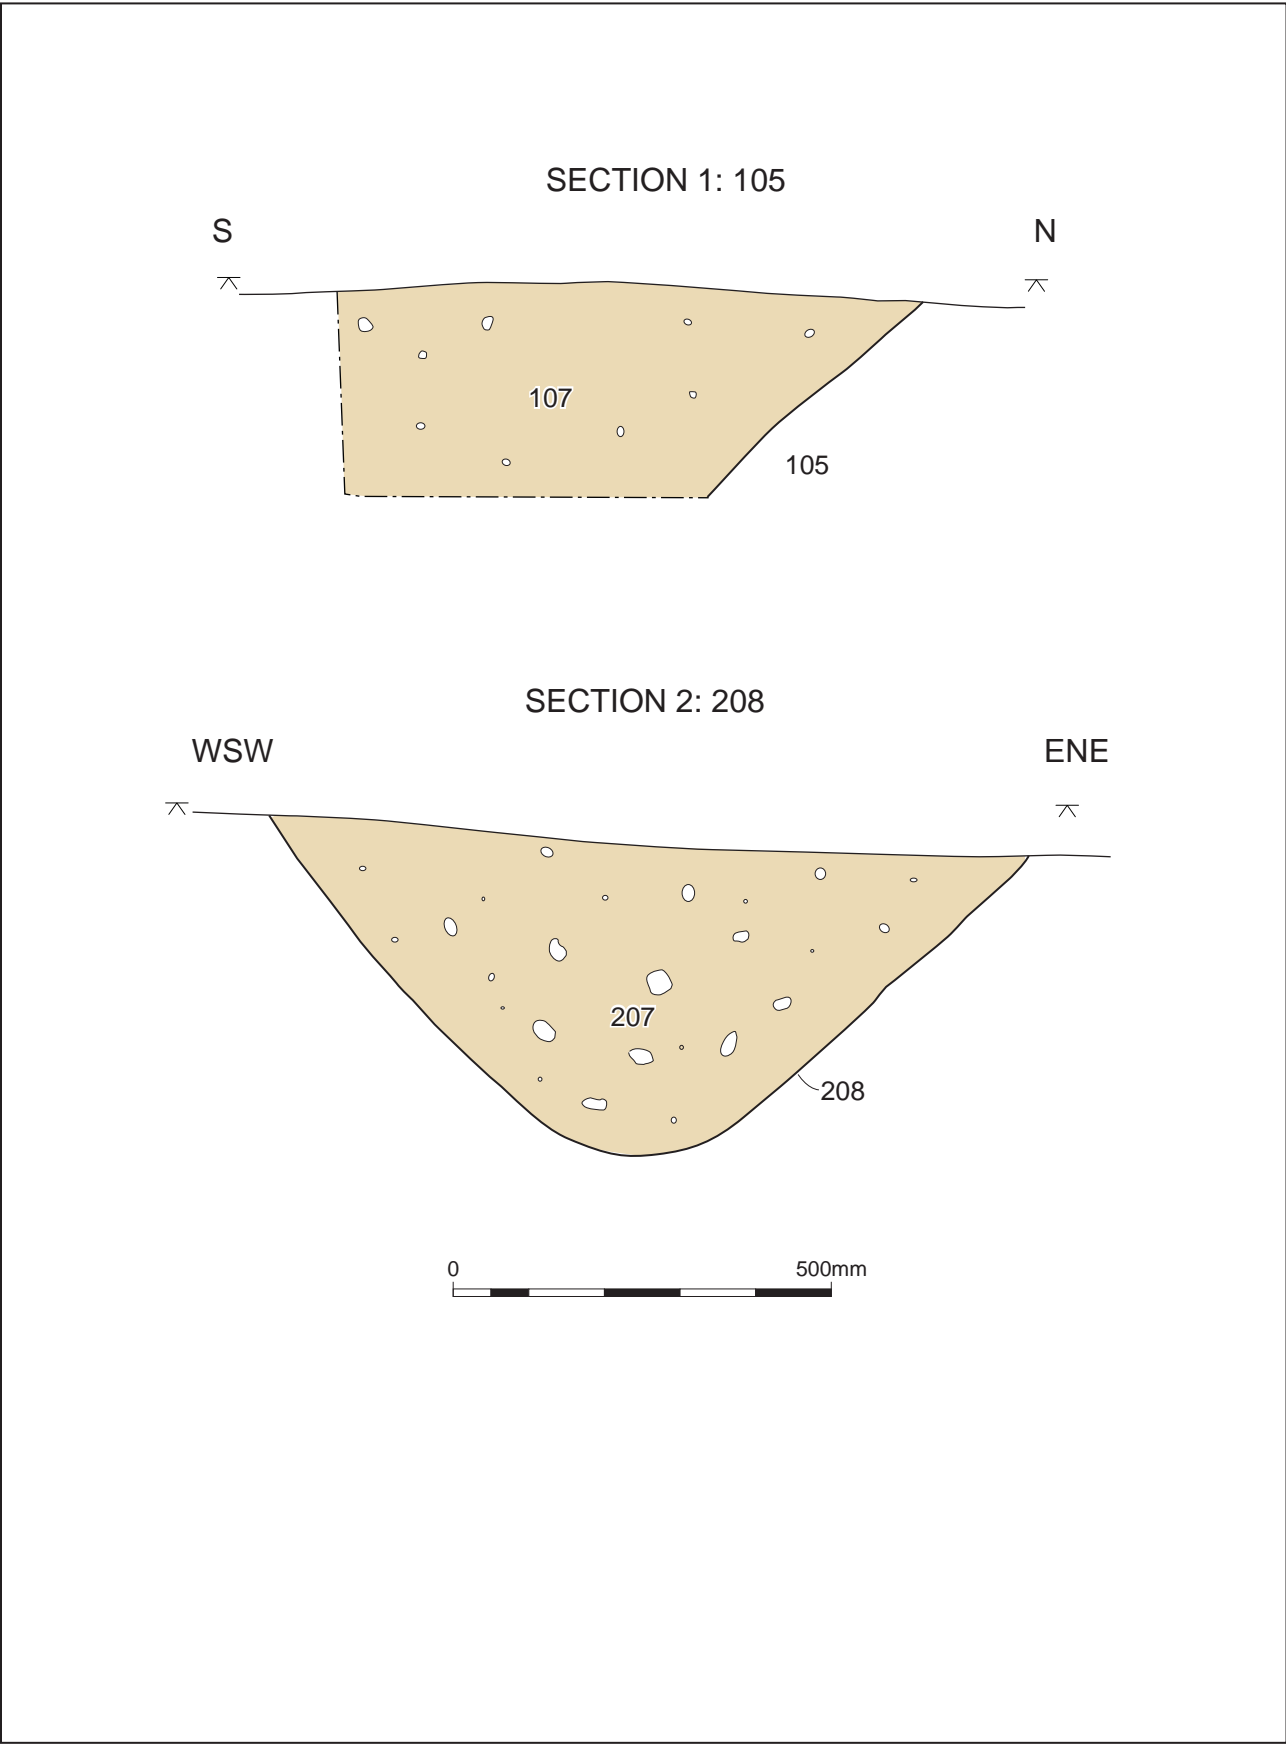 SECTION 1: 105
S N
107
105
SECTION 2: 208
WSW ENE
207
208
0 500mm